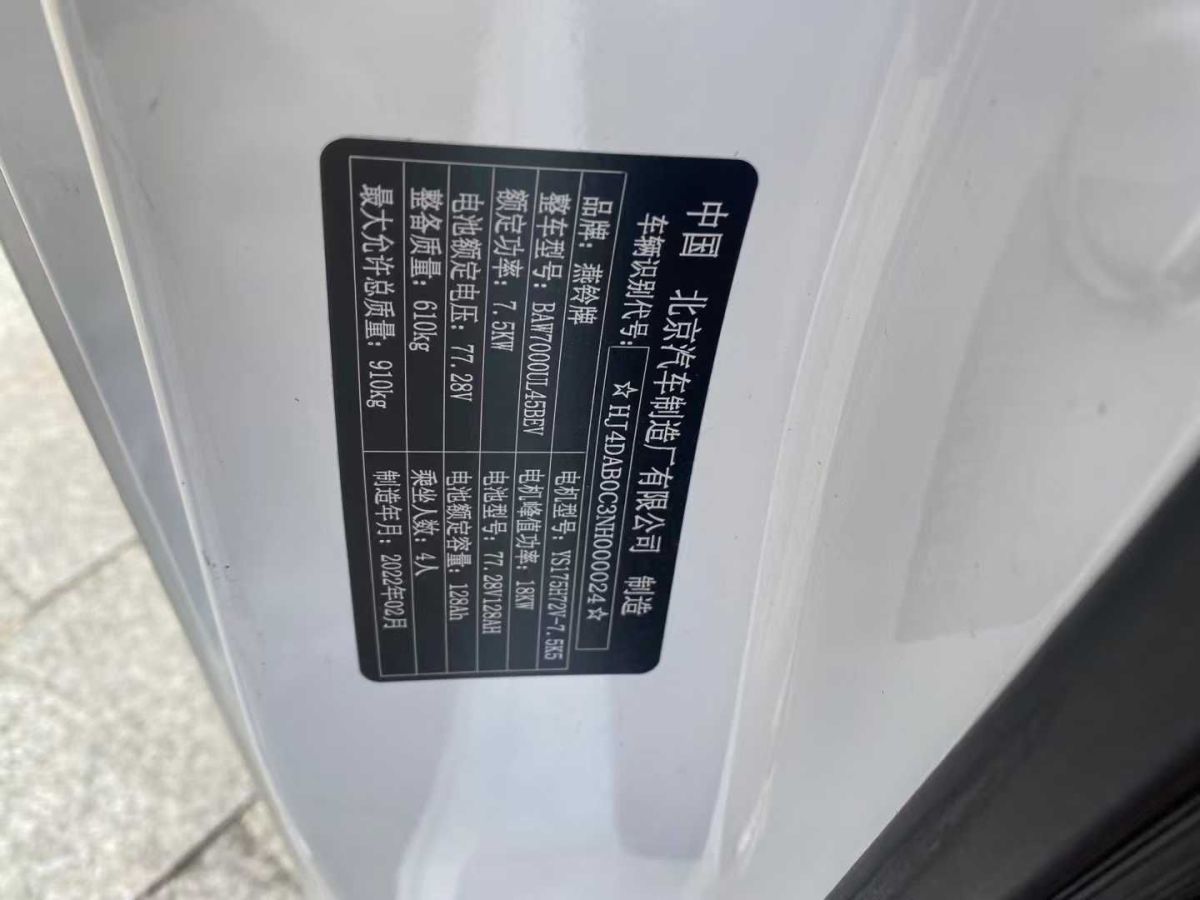 中国 北京汽车制造厂有限公司 制造
车辆识别代号: ☆HJ4DAB0C3NH000024☆
品牌: 燕铃牌 电机型号: YS175H72V-7.5K5
整车型号: BAW7000UL45BEV 电机峰值功率: 18KW
额定功率: 7.5KW 电池型号: 77.28V128AH
电池额定电压: 77.28V 电池额定容量: 128Ah
整备质量: 610kg 乘坐人数: 4人
最大允许总质量: 910kg 制造年月: 2022年02月